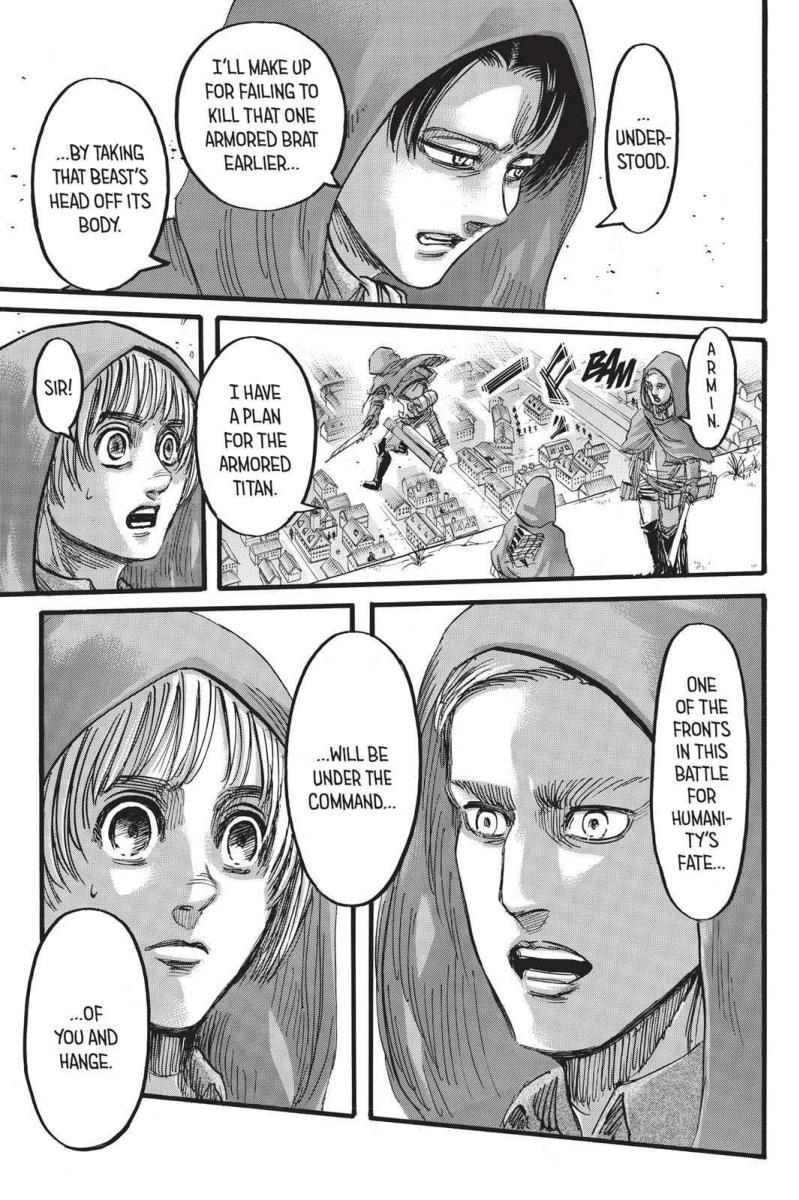 ...
UNDER-
STOOD.
I'LL MAKE UP
FOR FAILING TO
KILL THAT ONE
ARMORED BRAT
EARLIER...
...BY TAKING
THAT BEAST'S
HEAD OFF ITS
BODY.
ARMIN.
BAM
I HAVE
A PLAN
FOR THE
ARMORED
TITAN.
SIR!
ONE
OF THE
FRONTS
IN THIS
BATTLE
FOR
HUMANI-
TY'S
FATE...
...WILL BE
UNDER THE
COMMAND...
...OF
YOU AND
HANGE.